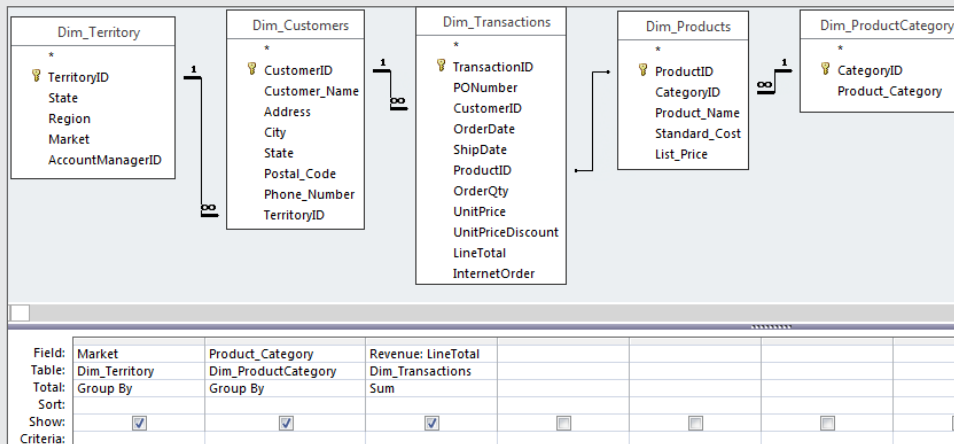 Dim_Territory
*
TerritoryID
State
Region
Market
AccountManagerID
1
∞
Dim_Customers
*
CustomerID
Customer_Name
Address
City
State
Postal_Code
Phone_Number
TerritoryID
1
∞
Dim_Transactions
*
TransactionID
PONumber
CustomerID
OrderDate
ShipDate
ProductID
OrderQty
UnitPrice
UnitPriceDiscount
LineTotal
InternetOrder
Dim_Products
*
ProductID
CategoryID
Product_Name
Standard_Cost
List_Price
∞
1
Dim_ProductCategory
*
CategoryID
Product_Category
Field: Market Product_Category Revenue: LineTotal
Table: Dim_Territory Dim_ProductCategory Dim_Transactions
Total: Group By Group By Sum
Sort:
Show:
Criteria: